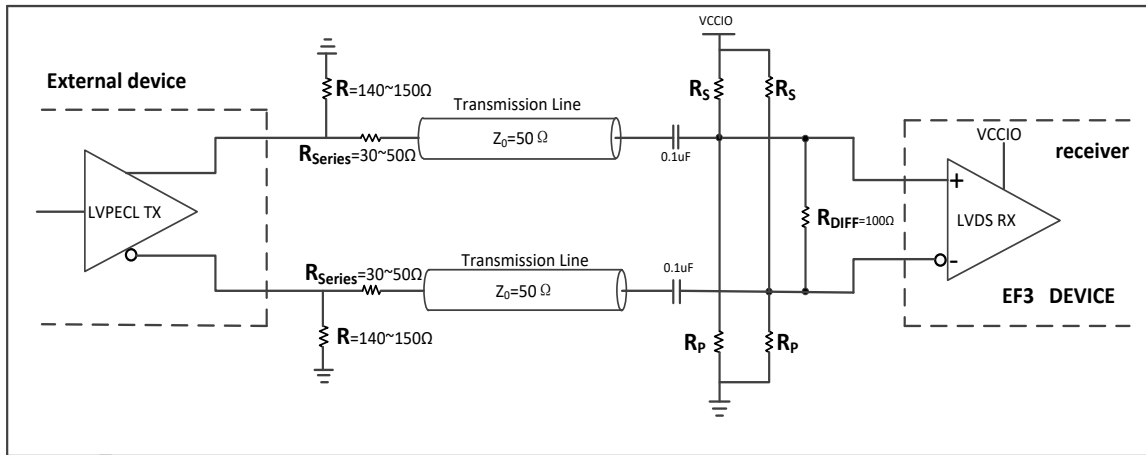 VCCIO
External device
R=140~150Ω
RS
RS
Transmission Line
Z0=50 Ω
RSeries=30~50Ω
0.1uF
VCCIO
receiver
LVPECL TX
+
RDIFF=100Ω
LVDS RX
-
Transmission Line
RSeries=30~50Ω
Z0=50 Ω
0.1uF
EF3 DEVICE
R=140~150Ω
RP
RP